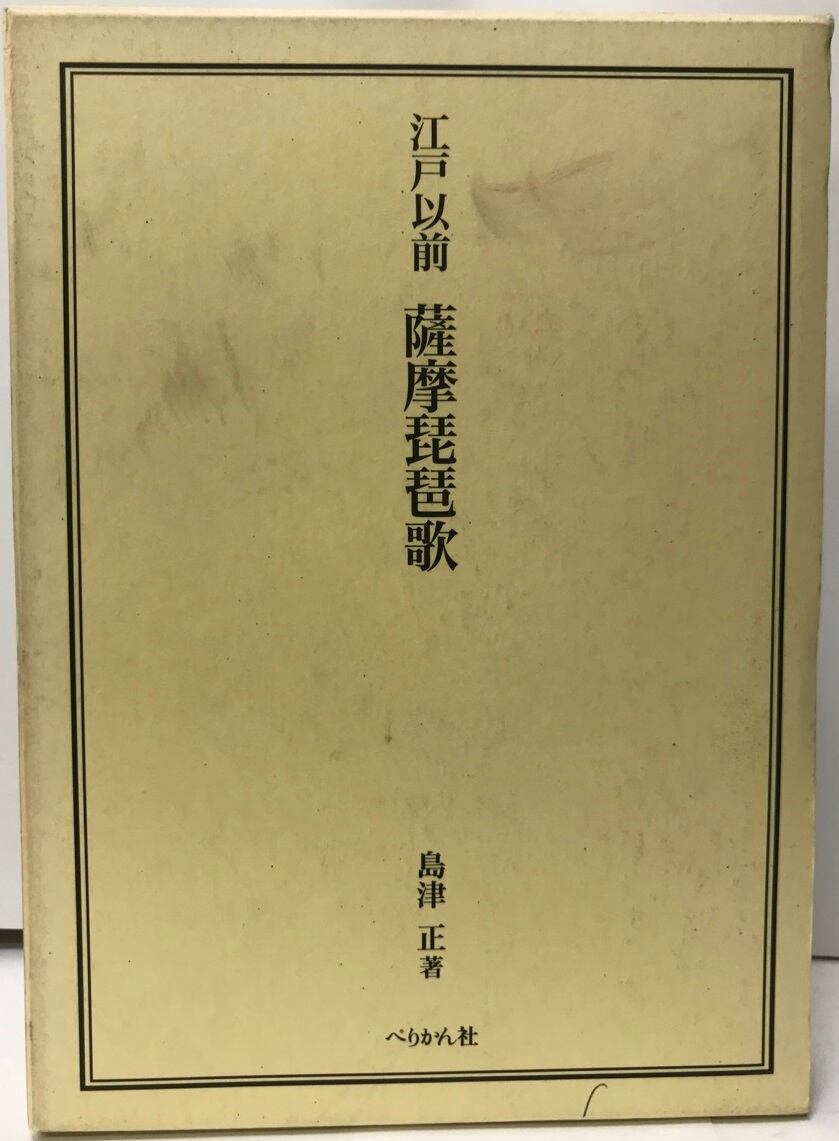 江戸以前 薩摩琵琶歌
島津 正著
ぺりかん社